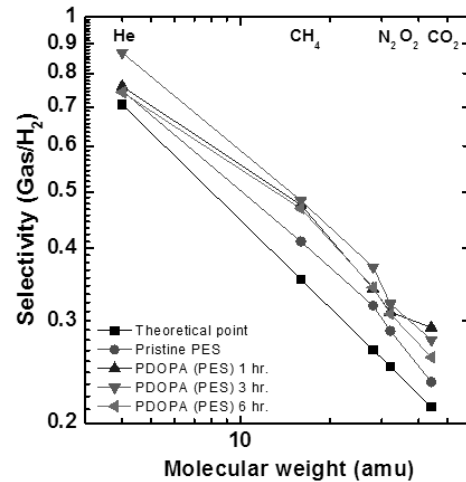 He CH4 N2 O2 CO2
1
0.9
0.8
0.7
0.6
0.5
0.4
0.3
0.2
Selectivity (Gas/H2)
Theoretical point
Pristine PES
PDOPA (PES) 1 hr.
PDOPA (PES) 3 hr.
PDOPA (PES) 6 hr.
10
Molecular weight (amu)